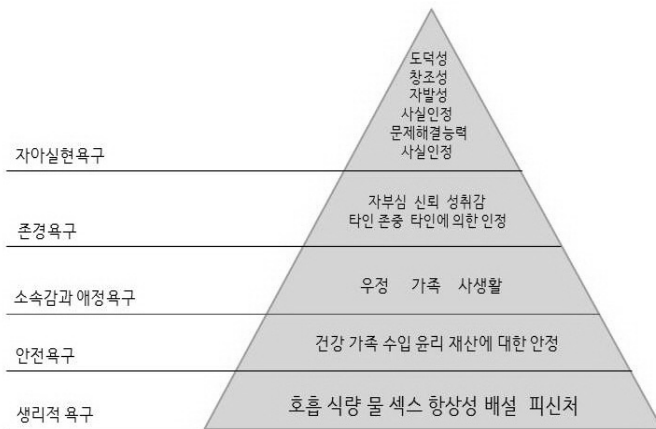 도덕성
창조성
자발성
사실인정
문제해결능력
사실인정
자아실현욕구
자부심 신뢰 성취감
타인 존중 타인에 의한 인정
존경욕구
우정 가족 사생활
소속감과 애정욕구
건강 가족 수입 윤리 재산에 대한 안정
안전욕구
호흡 식량 물 섹스 항상성 배설 피신처
생리적 욕구